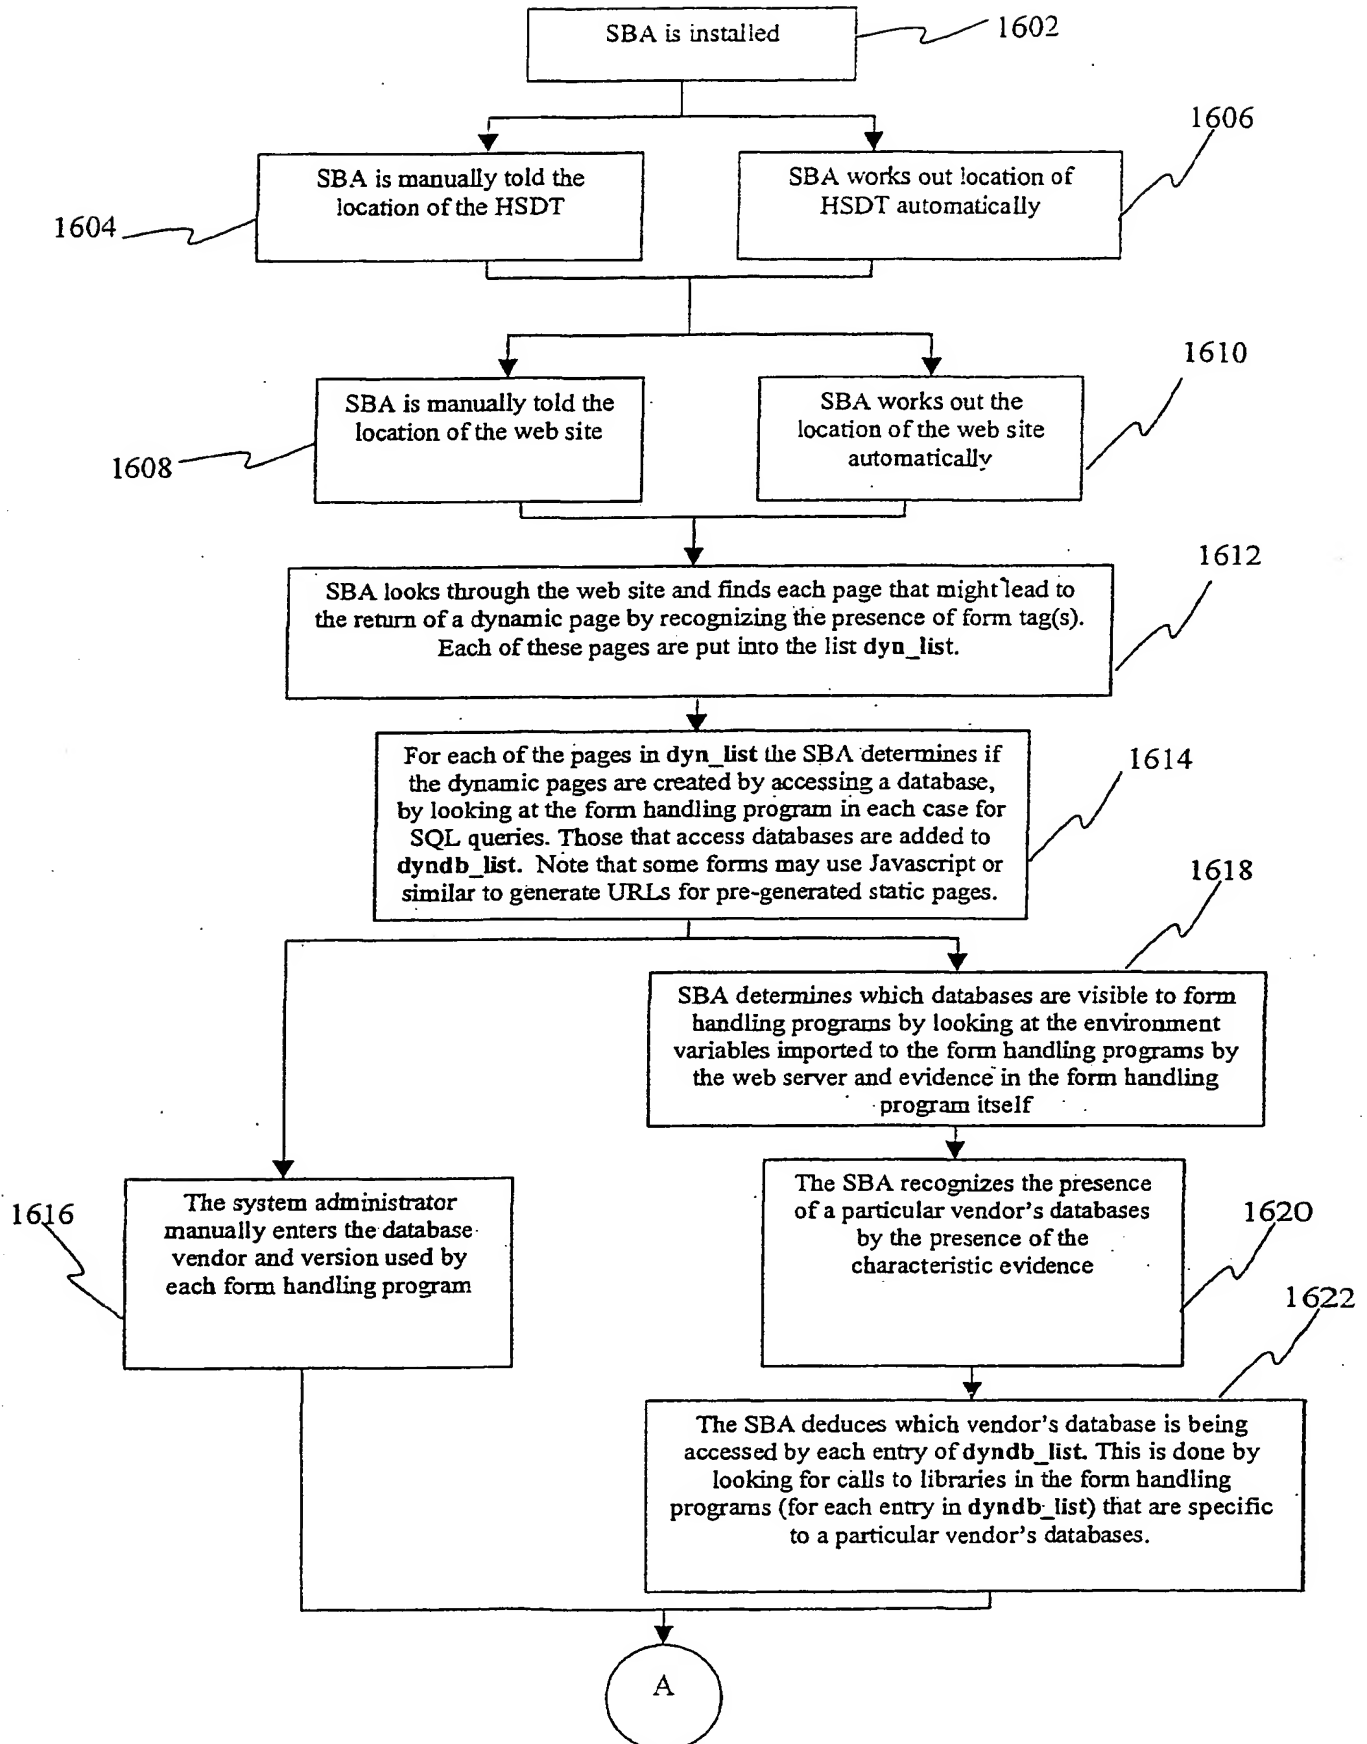 SBA is installed
1602
1606
SBA is manually told the
location of the HSDT
SBA works out location of
HSDT automatically
1604
1610
SBA is manually told the
location of the web site
SBA works out the
location of the web site
automatically
1608
1612
SBA looks through the web site and finds each page that might lead to
the return of a dynamic page by recognizing the presence of form tag(s).
Each of these pages are put into the list dyn_list.
1614
For each of the pages in dyn_list the SBA determines if
the dynamic pages are created by accessing a database,
by looking at the form handling program in each case for
SQL queries. Those that access databases are added to
dyndb_list. Note that some forms may use Javascript or
similar to generate URLs for pre-generated static pages.
1618
SBA determines which databases are visible to form
handling programs by looking at the environment
variables imported to the form handling programs by
the web server and evidence in the form handling
program itself
1616
The system administrator
manually enters the database
vendor and version used by
each form handling program
The SBA recognizes the presence
of a particular vendor's databases
by the presence of the
characteristic evidence
1620
1622
The SBA deduces which vendor's database is being
accessed by each entry of dyndb_list. This is done by
looking for calls to libraries in the form handling
programs (for each entry in dyndb_list) that are specific
to a particular vendor's databases.
A